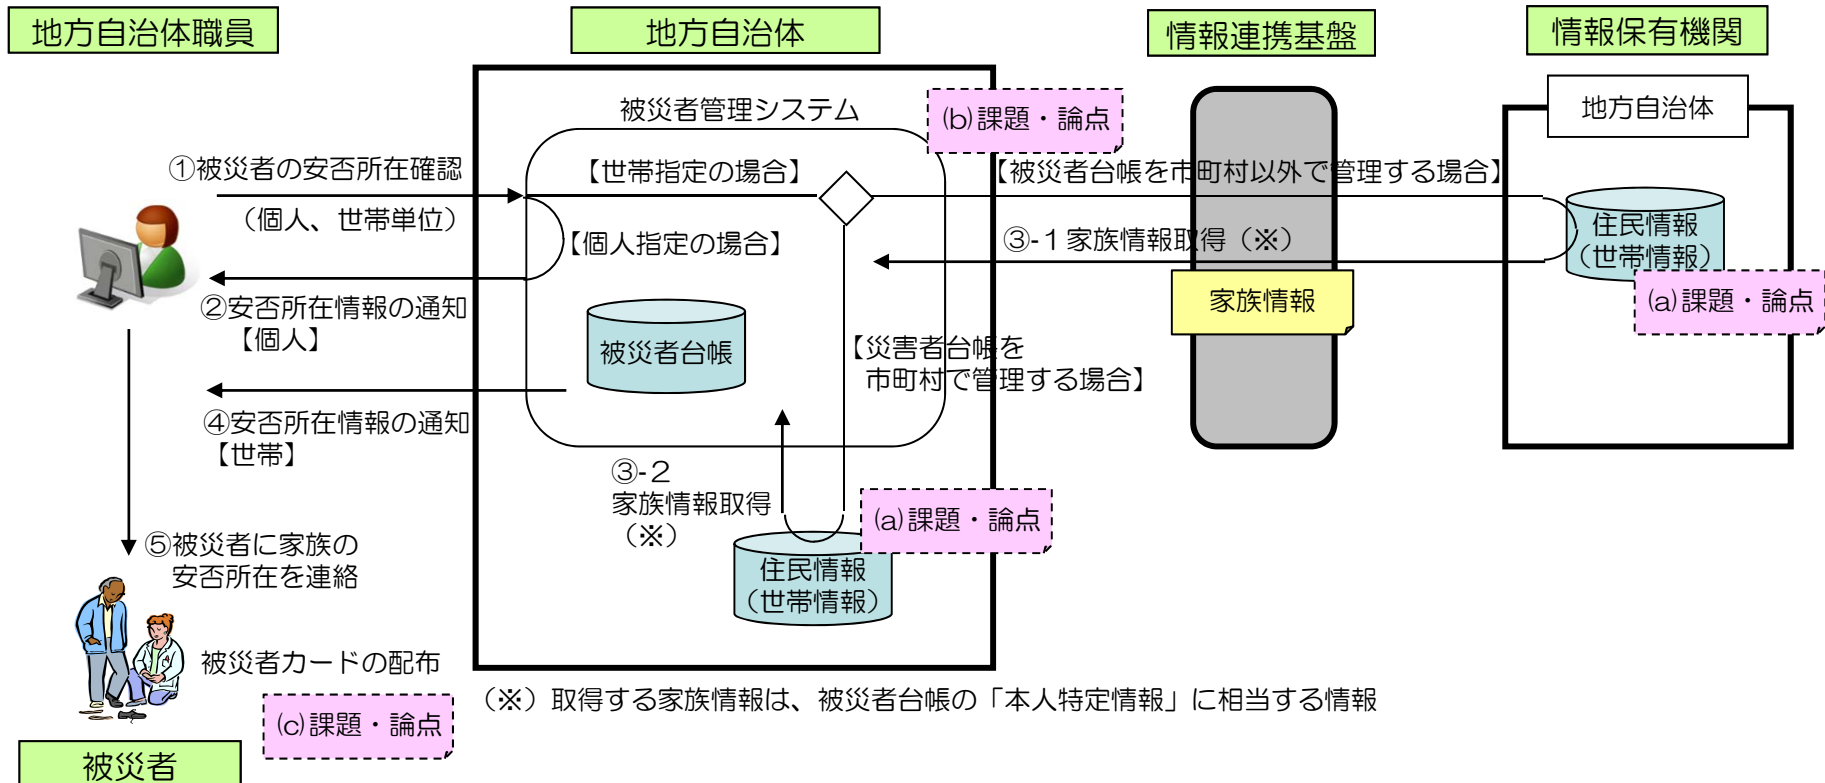 地方自治体職員
地方自治体
情報連携基盤
情報保有機関
被災者管理システム
(b)課題・論点
地方自治体
①被災者の安否所在確認
（個人、世帯単位）
【世帯指定の場合】
【被災者台帳を市町村以外で管理する場合】
【個人指定の場合】
③-1家族情報取得（※）
住民情報
（世帯情報）
(a)課題・論点
家族情報
②安否所在情報の通知
【個人】
被災者台帳
【災害者台帳を
市町村で管理する場合】
④安否所在情報の通知
【世帯】
③-2
家族情報取得
（※）
(a)課題・論点
住民情報
（世帯情報）
⑤被災者に家族の
安否所在を連絡
被災者カードの配布
(c)課題・論点
（※）取得する家族情報は、被災者台帳の「本人特定情報」に相当する情報
被災者